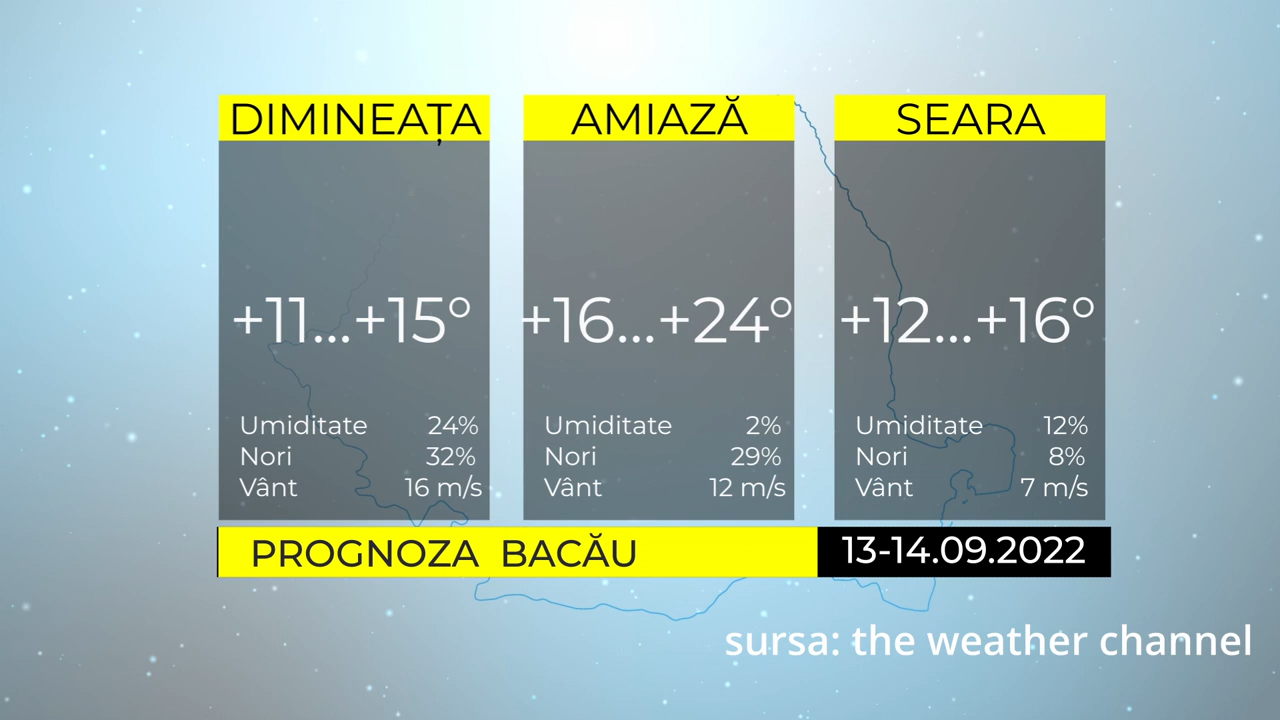 DIMINEAȚA
+11...+15°
Umiditate 24%
Nori 32%
Vânt 16 m/s
AMIAZĂ
+16...+24°
Umiditate 2%
Nori 29%
Vânt 12 m/s
SEARA
+12...+16°
Umiditate 12%
Nori 8%
Vânt 7 m/s
PROGNOZA BACĂU
13-14.09.2022
sursa: the weather channel